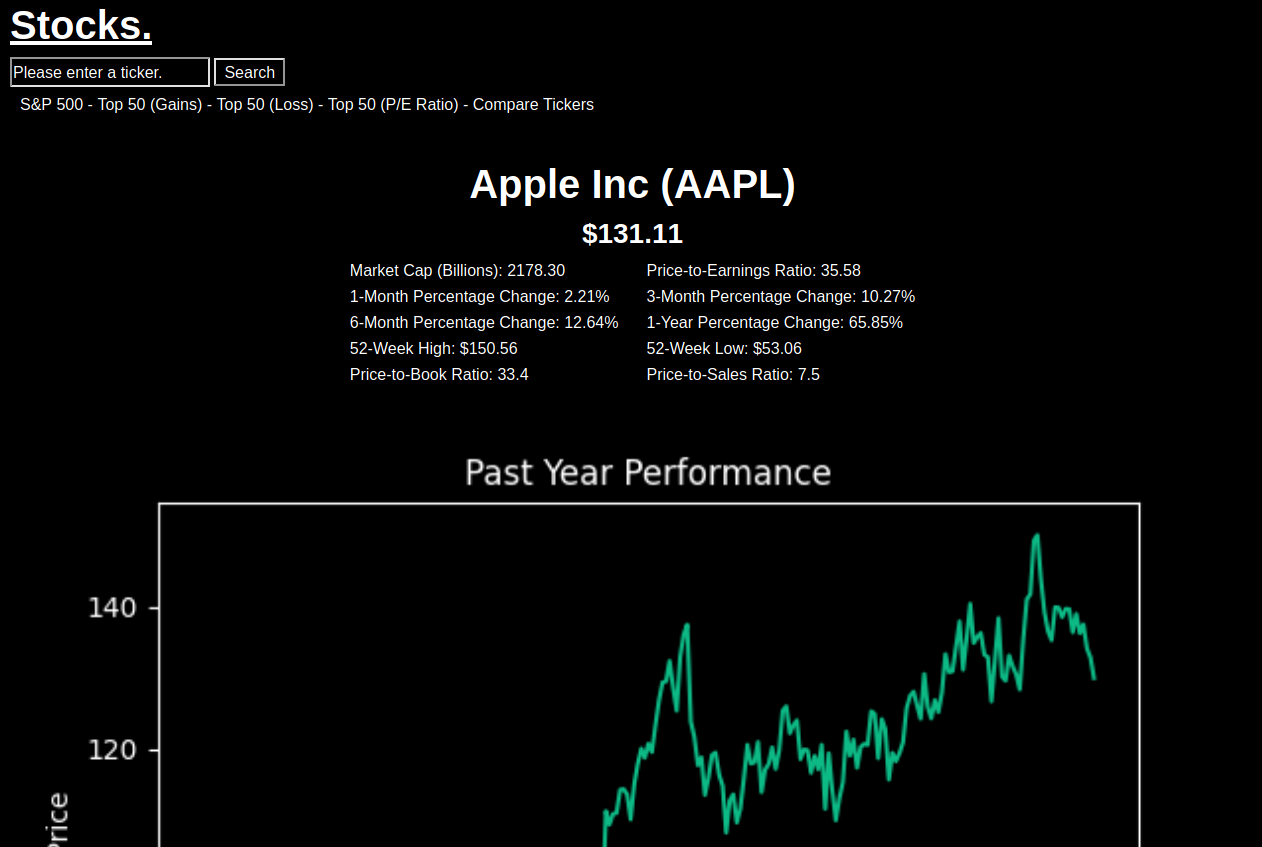 Stocks.
Please enter a ticker. Search
S&P 500 - Top 50 (Gains) - Top 50 (Loss) - Top 50 (P/E Ratio) - Compare Tickers
Apple Inc (AAPL)
$131.11
Market Cap (Billions): 2178.30 Price-to-Earnings Ratio: 35.58
1-Month Percentage Change: 2.21% 3-Month Percentage Change: 10.27%
6-Month Percentage Change: 12.64% 1-Year Percentage Change: 65.85%
52-Week High: $150.56 52-Week Low: $53.06
Price-to-Book Ratio: 33.4 Price-to-Sales Ratio: 7.5
Past Year Performance
140
120
Price